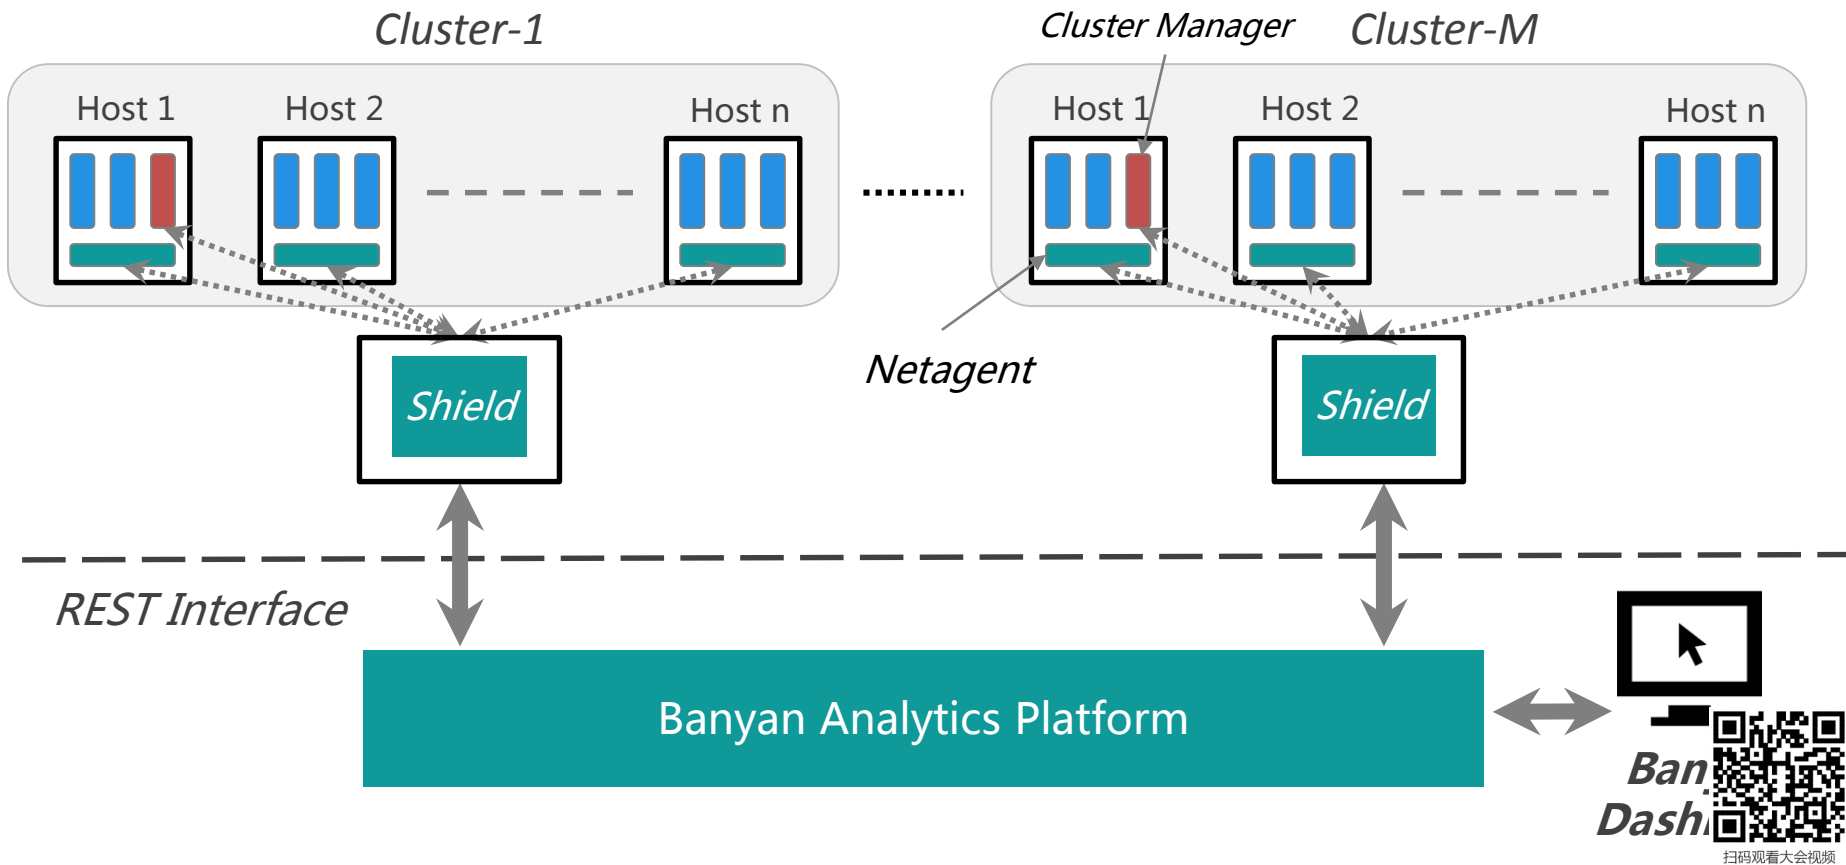 Cluster-1
Cluster Manager
Cluster-M
Host 1
Host 2
Host n
Host 1
Host 2
Host n
Netagent
Shield
Shield
REST Interface
Banyan Analytics Platform
扫码观看大会视频